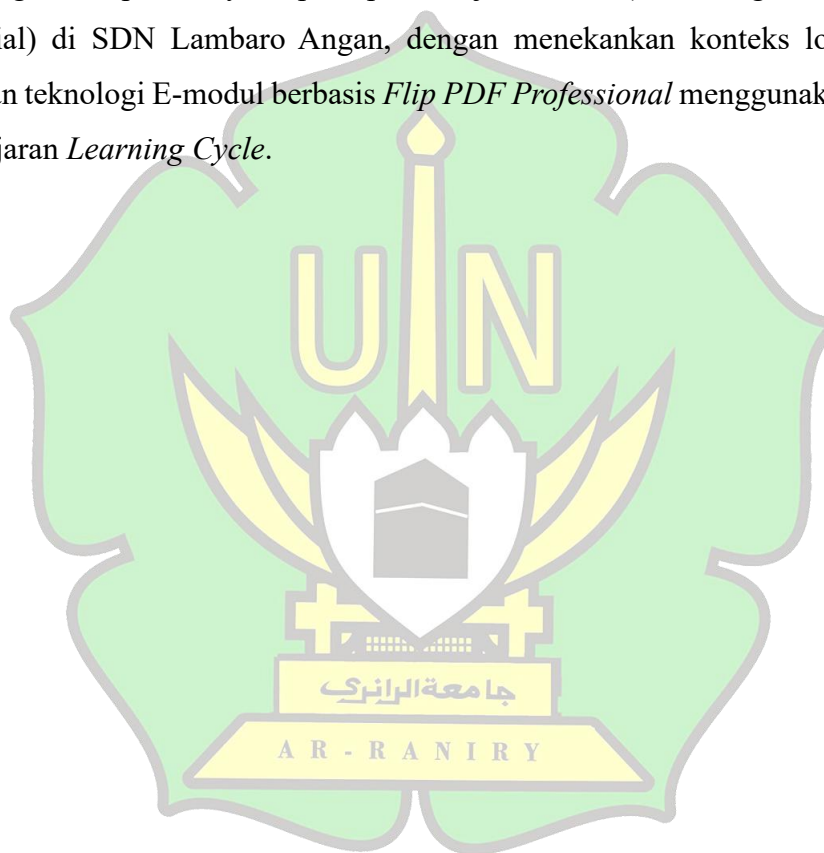 ial) di SDN Lambaro Angan, dengan menekankan konteks lo
n teknologi E-modul berbasis Flip PDF Professional menggunak
jaran Learning Cycle.
UIN
جامعة الرانري
AR-RANIRY